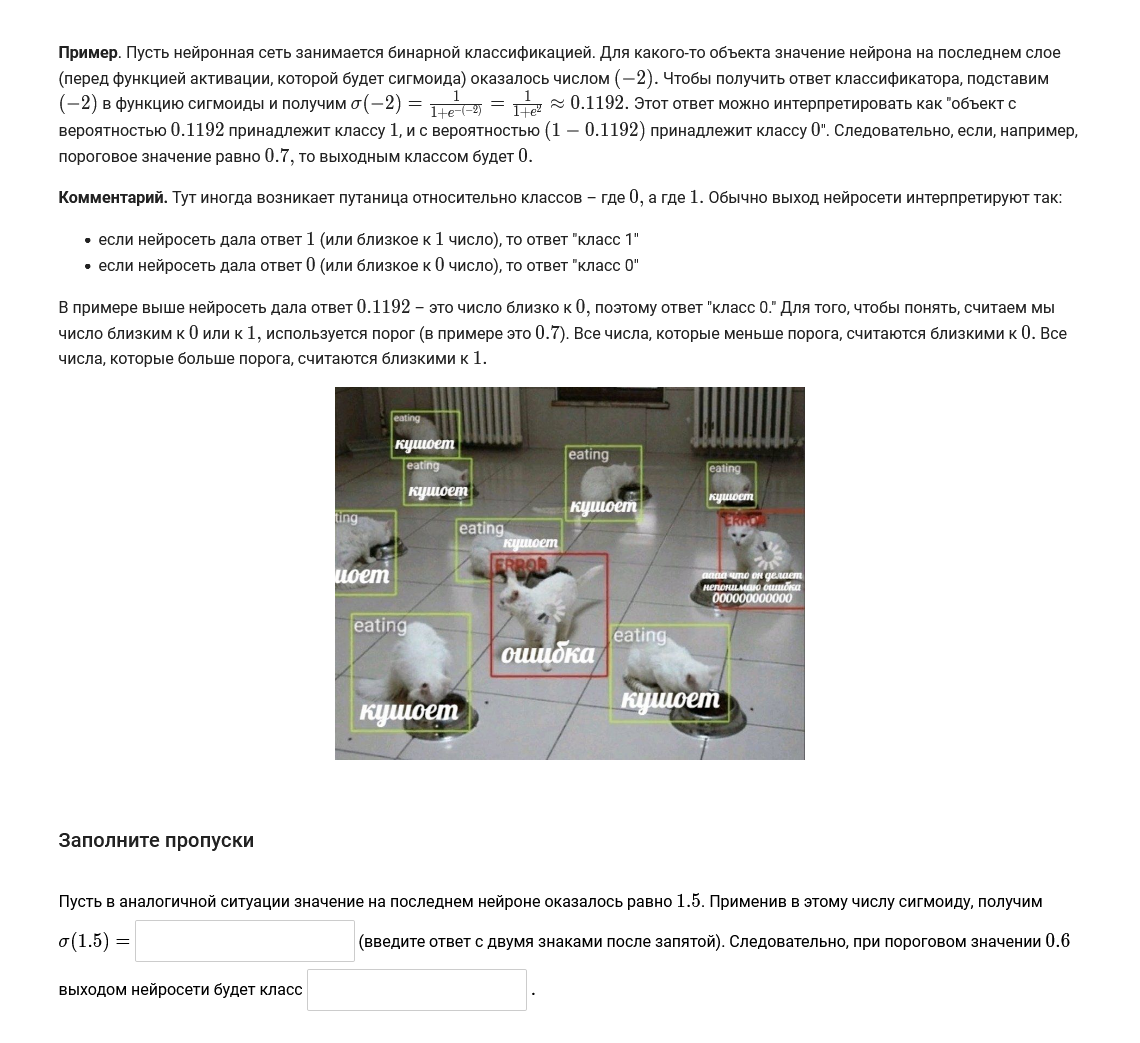 Пример. Пусть нейронная сеть занимается бинарной классификацией. Для какого-то объекта значение нейрона на последнем слое
(перед функцией активации, которой будет сигмоида) оказалось числом (−2). Чтобы получить ответ классификатора, подставим
(−2) в функцию сигмоиды и получим σ(−2) = 1/(1+e^{−(−2)}) = 1/(1+e^2) ≈ 0.1192. Этот ответ можно интерпретировать как "объект с
вероятностью 0.1192 принадлежит классу 1, и с вероятностью (1 − 0.1192) принадлежит классу 0". Следовательно, если, например,
пороговое значение равно 0.7, то выходным классом будет 0.
Комментарий. Тут иногда возникает путаница относительно классов – где 0, а где 1. Обычно выход нейросети интерпретируют так:
• если нейросеть дала ответ 1 (или близкое к 1 число), то ответ "класс 1"
• если нейросеть дала ответ 0 (или близкое к 0 число), то ответ "класс 0"
В примере выше нейросеть дала ответ 0.1192 – это число близко к 0, поэтому ответ "класс 0." Для того, чтобы понять, считаем мы
число близким к 0 или к 1, используется порог (в примере это 0.7). Все числа, которые меньше порога, считаются близкими к 0. Все
числа, которые больше порога, считаются близкими к 1.
eating
кушоет
eating
кушоет
eating
кушоет
eating
кушоет
ting
шоет
eating
кушоет
ERROR
ошибка
ERROR
аааа что он делает
непонимаю ошибка
000000000000
eating
кушоет
eating
кушоет
Заполните пропуски
Пусть в аналогичной ситуации значение на последнем нейроне оказалось равно 1.5. Применив в этому числу сигмоиду, получим
σ(1.5) = (введите ответ с двумя знаками после запятой). Следовательно, при пороговом значении 0.6
выходом нейросети будет класс .